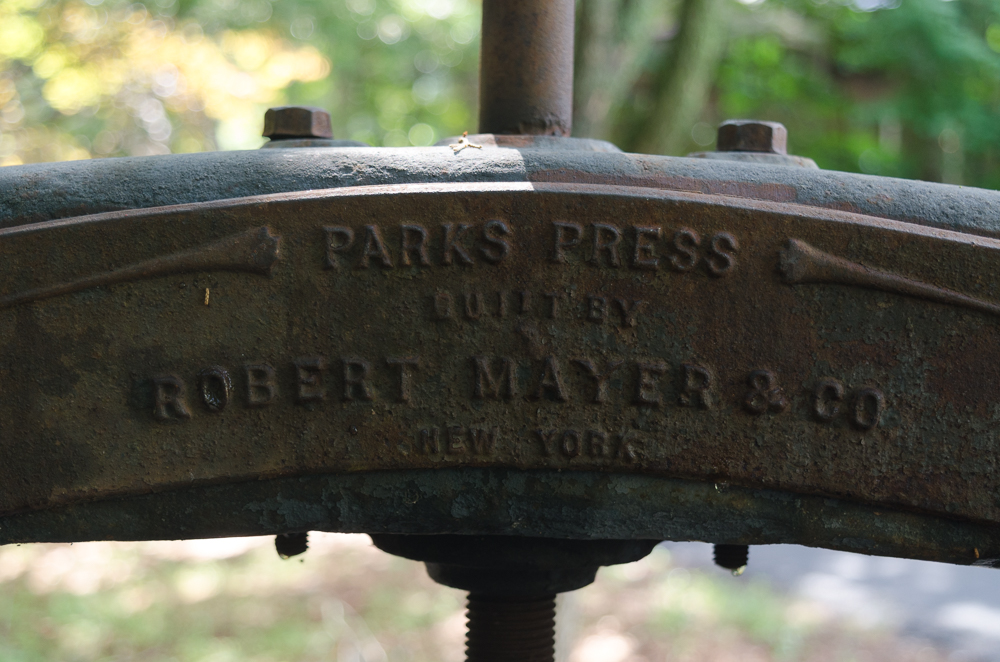 PARKS PRESS
BUILT BY
ROBERT MAYER & CO
NEW YORK